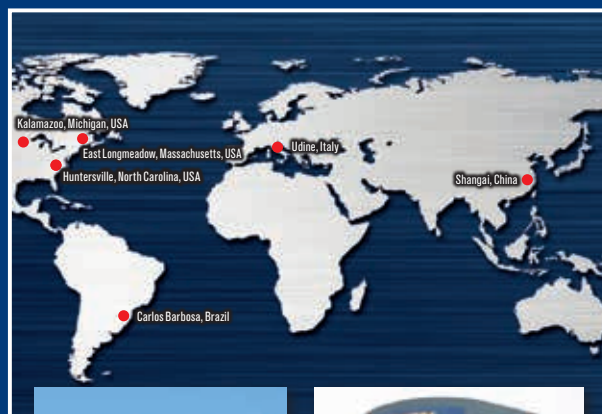 Kalamazoo, Michigan, USA
East Longmeadow, Massachusetts, USA
Udine, Italy
Huntersville, North Carolina, USA
Shangai, China
Carlos Barbosa, Brazil